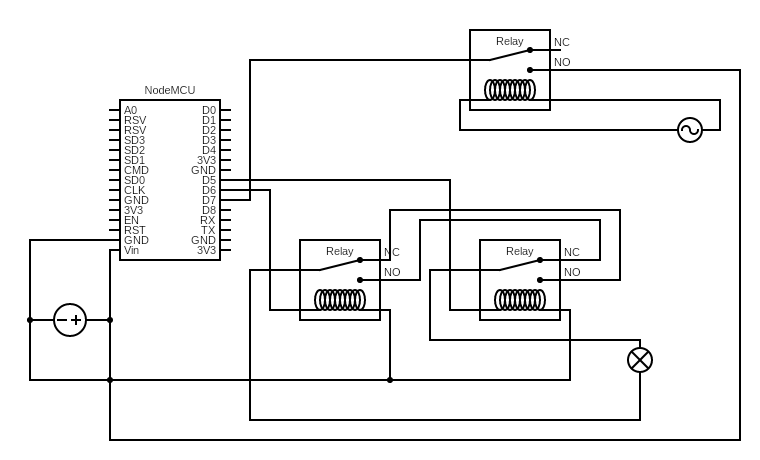 Relay
NC
NO
NodeMCU
A0 D0
RSV D1
RSV D2
SD3 D3
SD2 D4
SD1 3V3
CMD GND
SD0 D5
CLK D6
GND D7
3V3 D8
EN RX
RST TX
GND GND
Vin 3V3
Relay
NC
NO
Relay
NC
NO